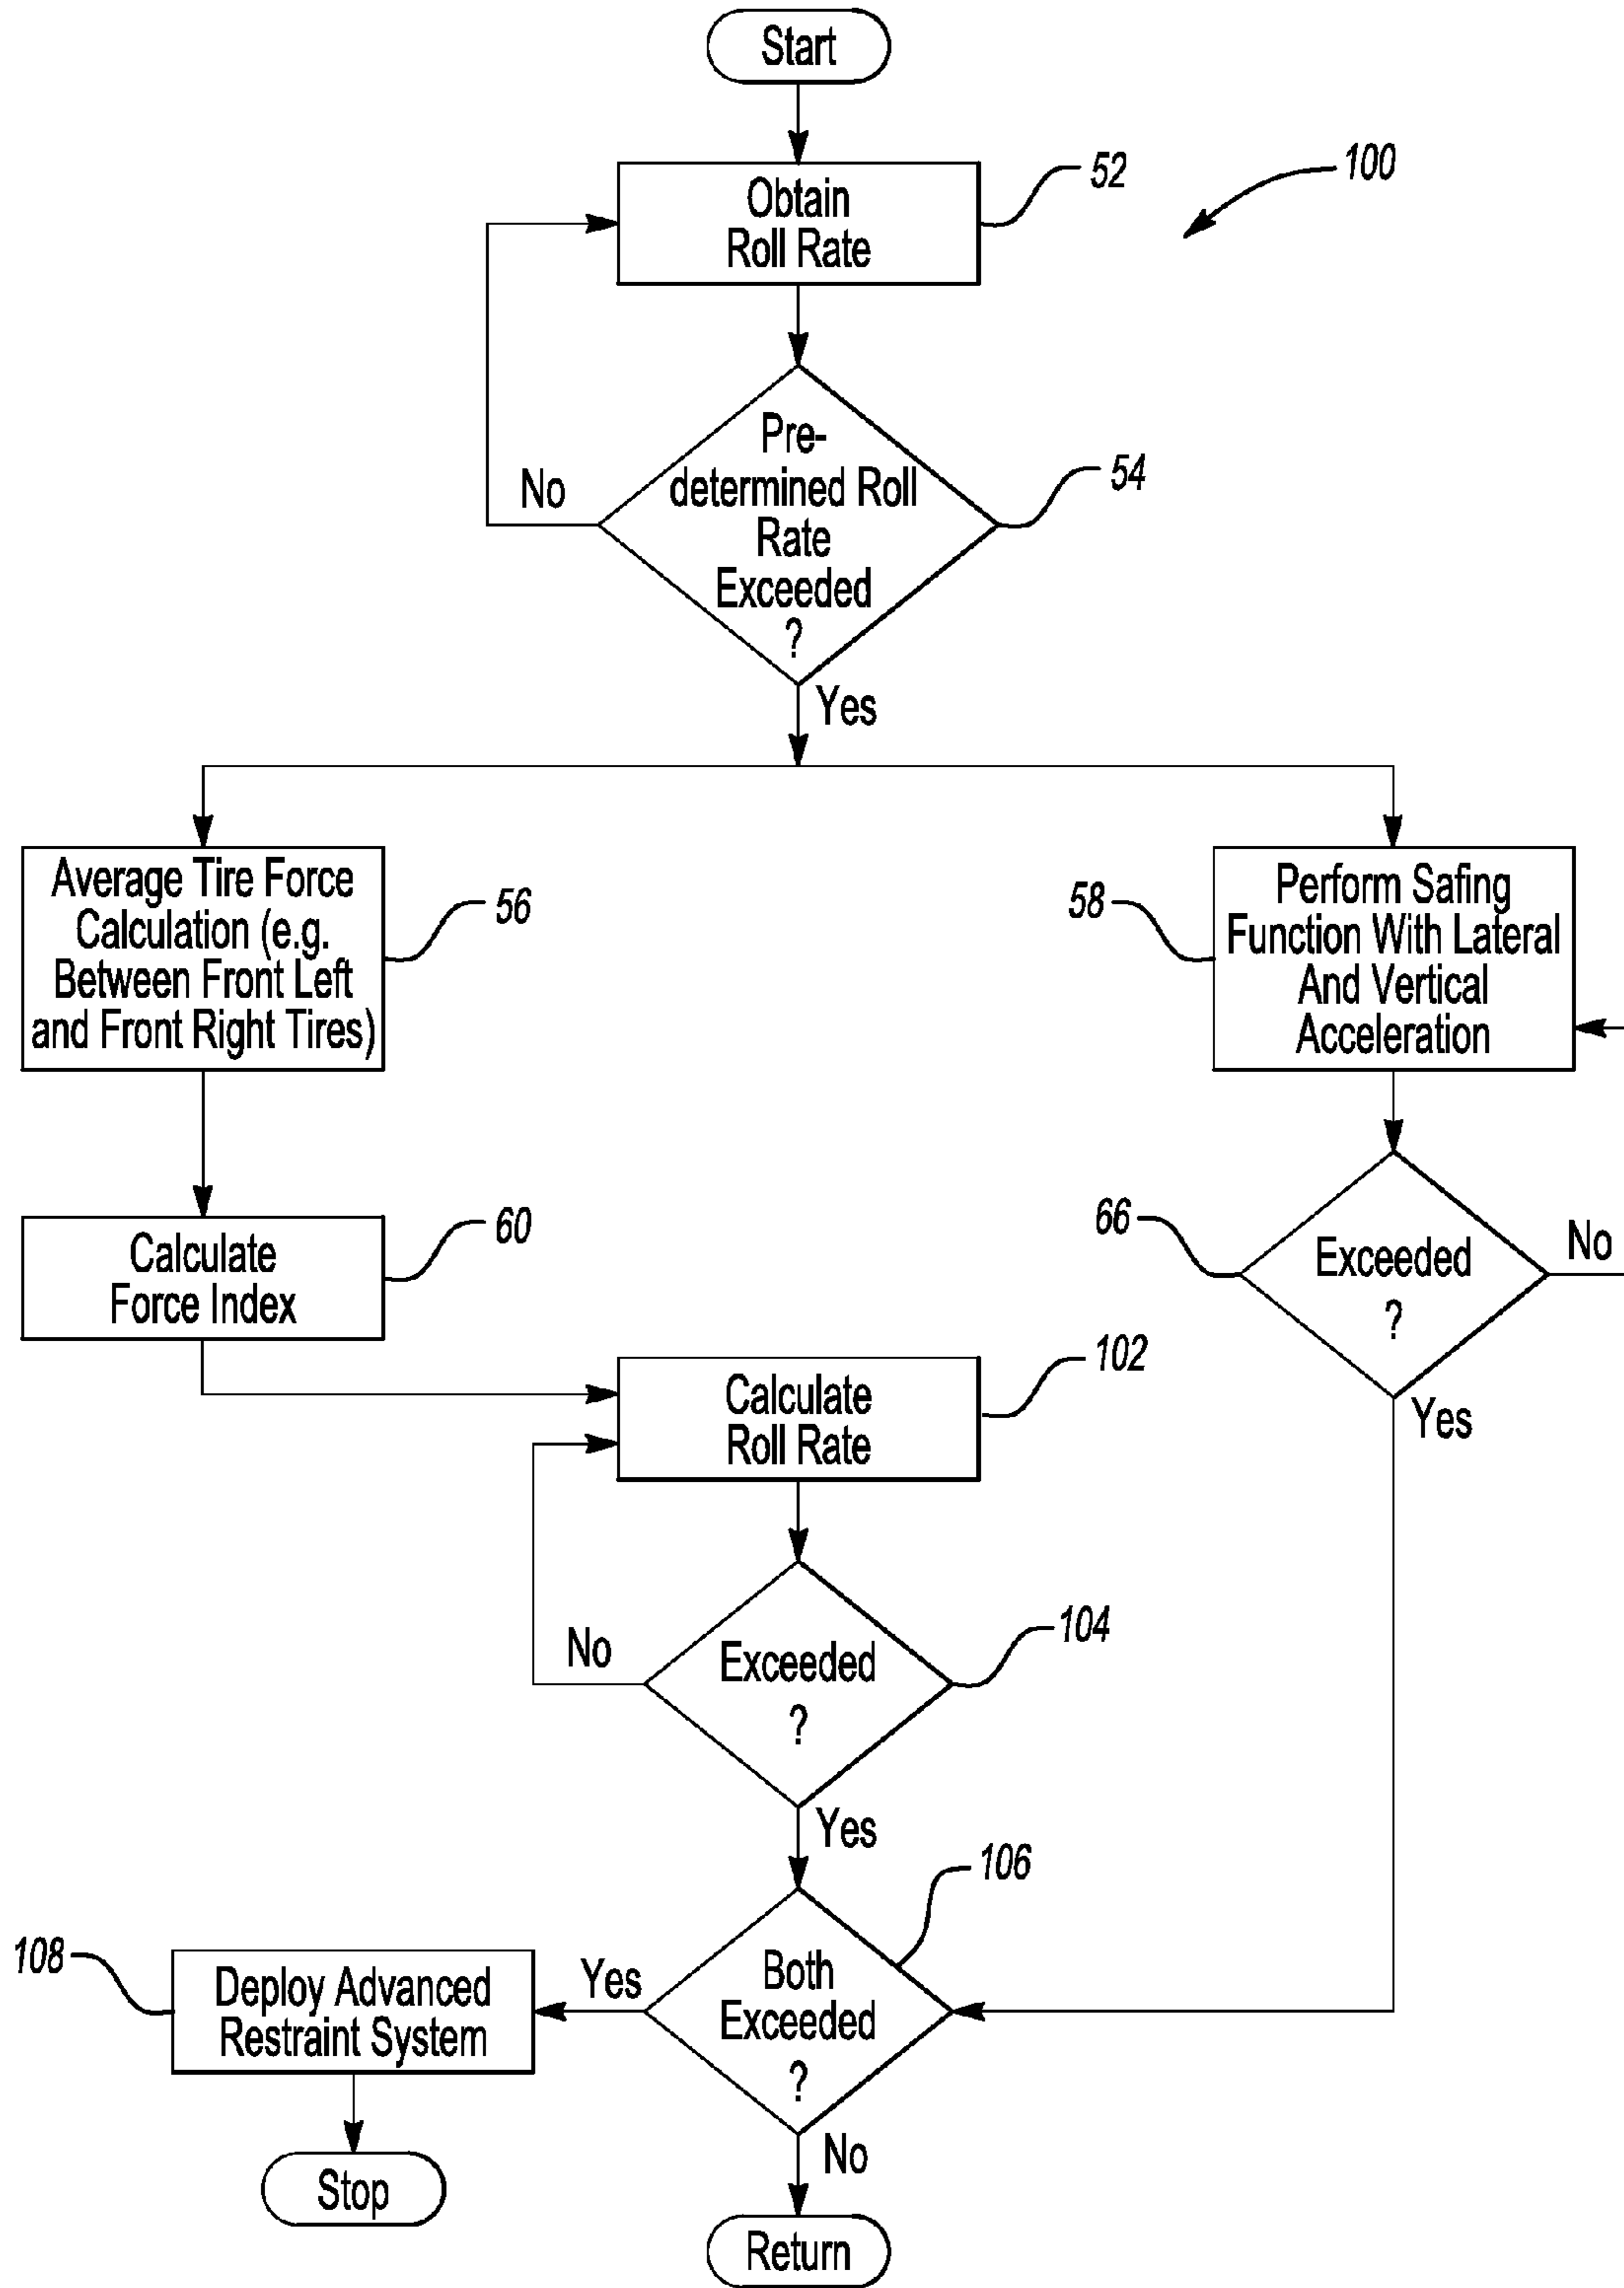 Start
Obtain
Roll Rate
52
100
Pre-
determined Roll
Rate
Exceeded
?
54
No
Yes
Average Tire Force
Calculation (e.g.
Between Front Left
and Front Right Tires)
56
58
Perform Safing
Function With Lateral
And Vertical
Acceleration
Calculate
Force Index
60
66
Exceeded
?
No
Yes
Calculate
Roll Rate
102
No
Exceeded
?
104
Yes
106
108
Deploy Advanced
Restraint System
Yes
Both
Exceeded
?
No
Stop
Return